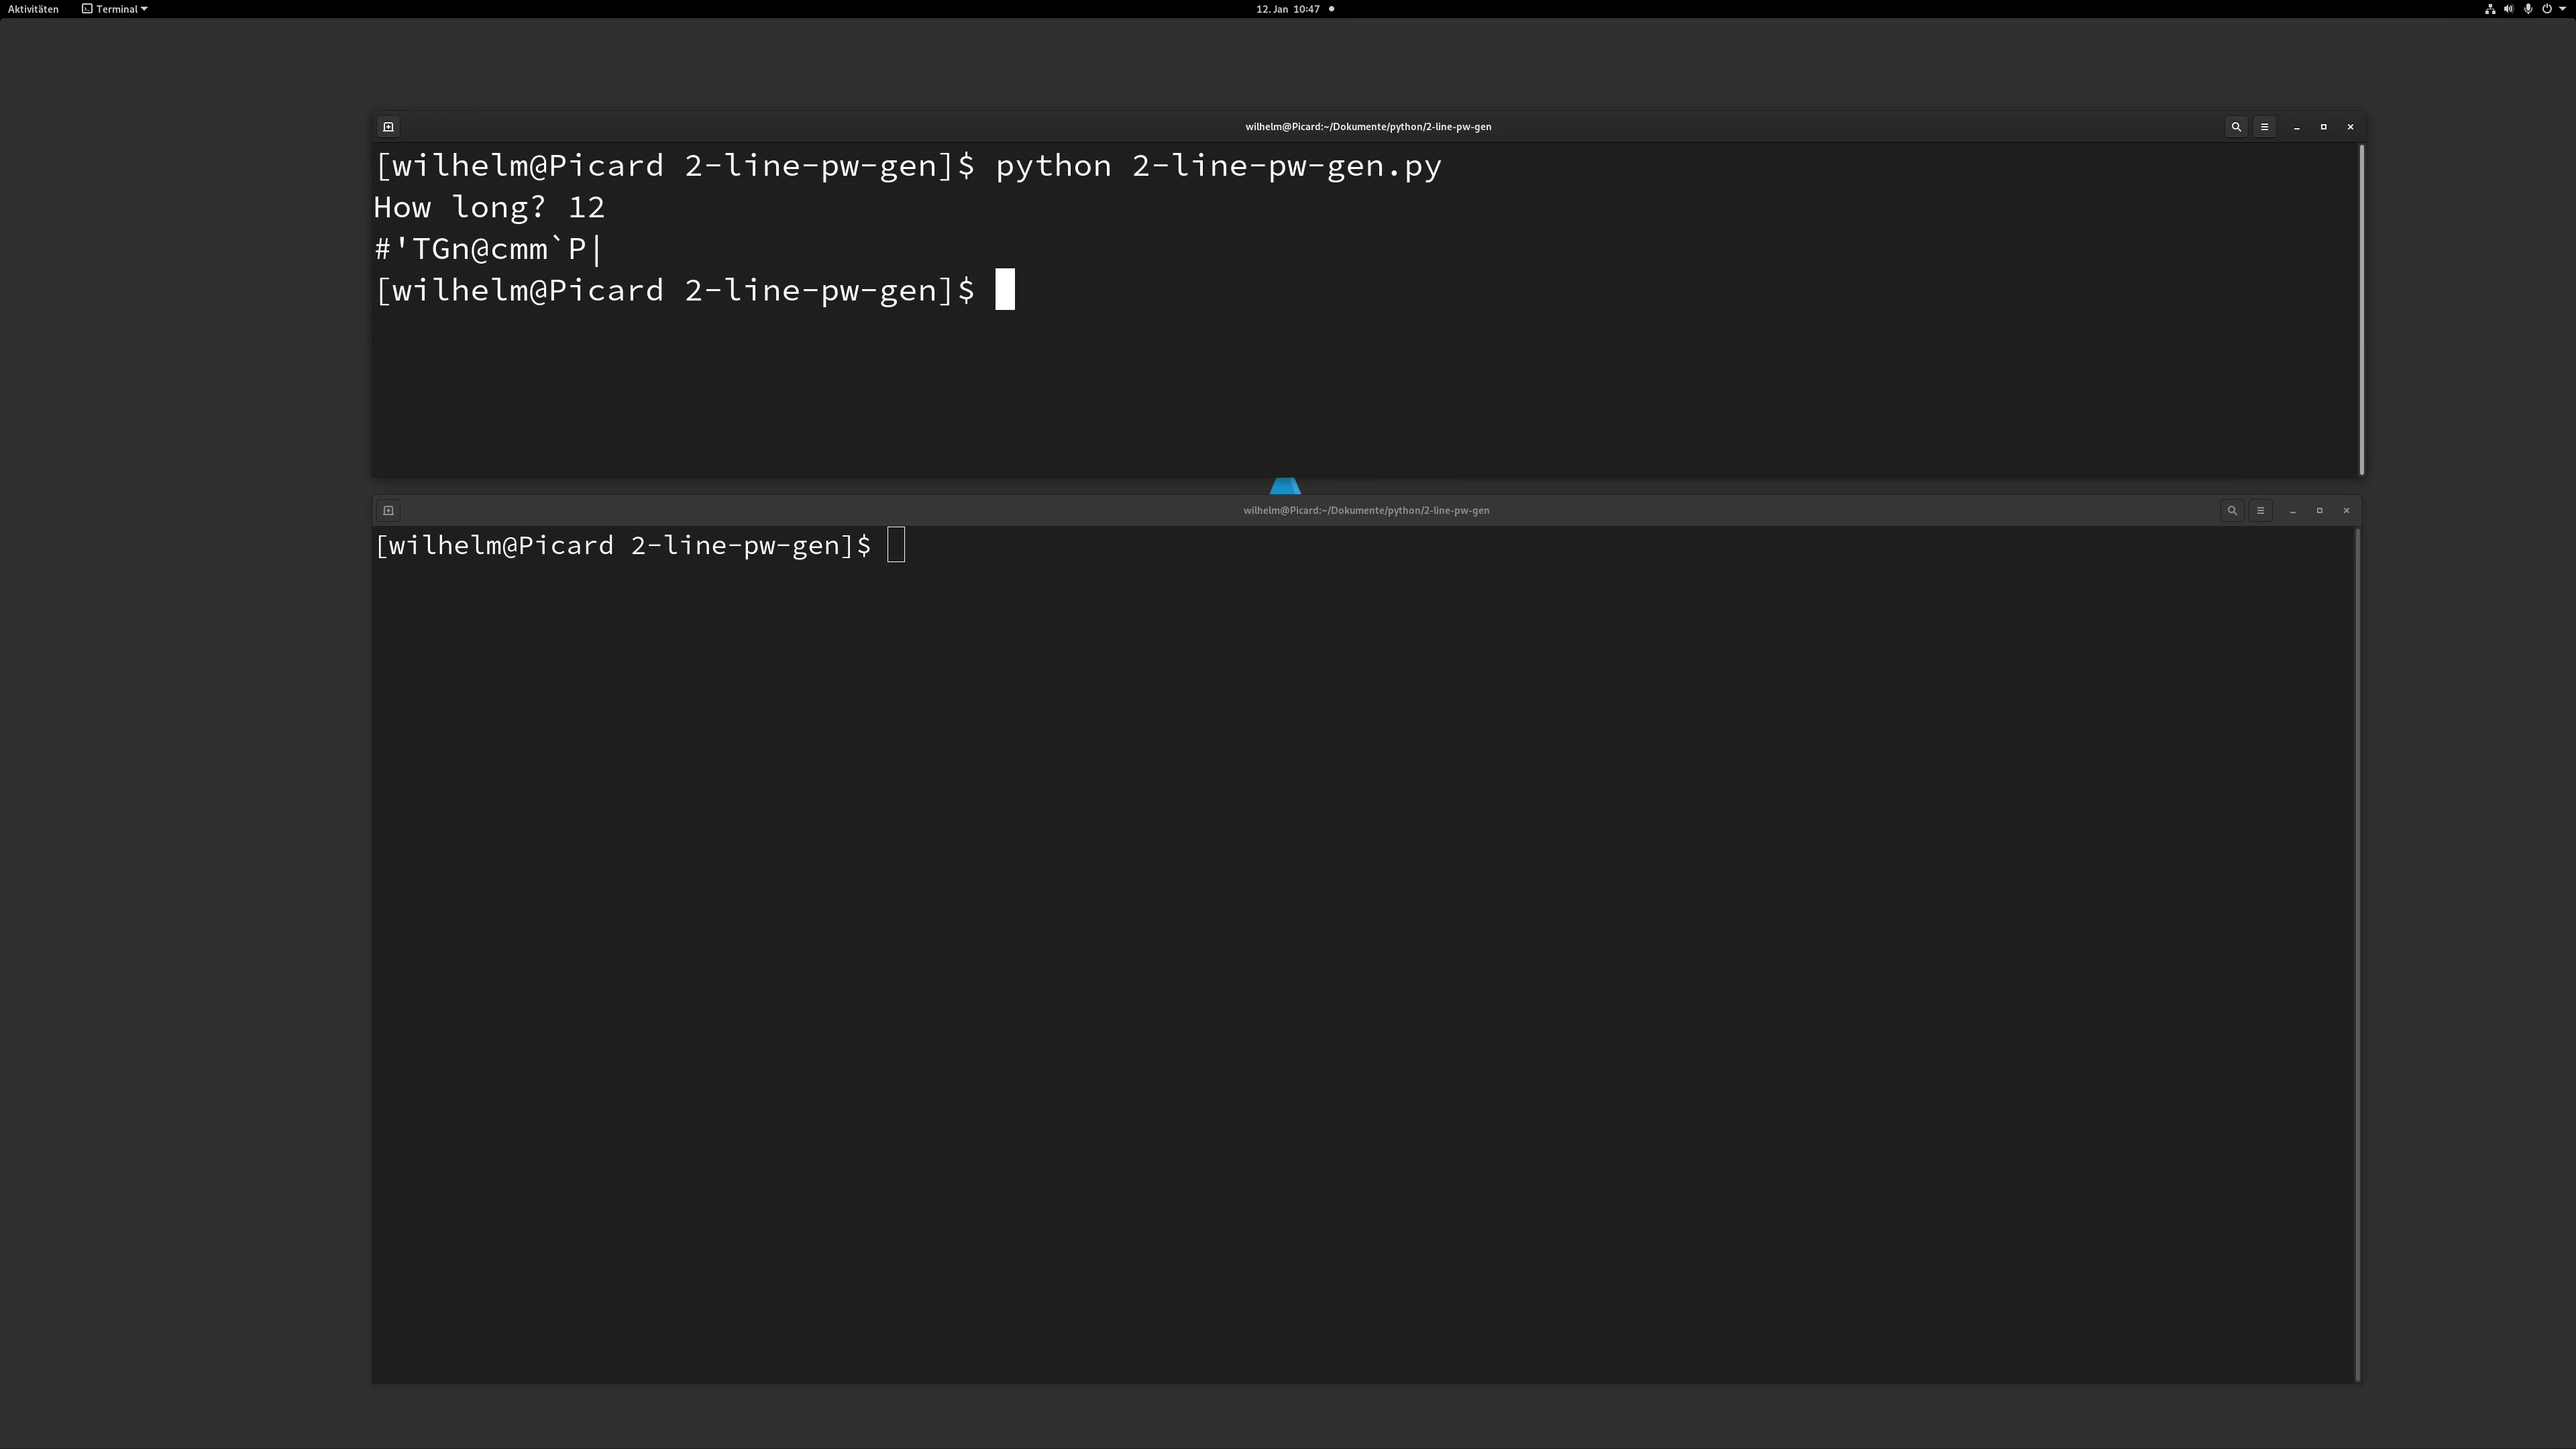 Aktivitäten Terminal 12. Jan 10:47
wilhelm@Picard:~/Dokumente/python/2-line-pw-gen
[wilhelm@Picard 2-line-pw-gen]$ python 2-line-pw-gen.py
How long? 12
#'TGn@cmm`P|
[wilhelm@Picard 2-line-pw-gen]$
wilhelm@Picard:~/Dokumente/python/2-line-pw-gen
[wilhelm@Picard 2-line-pw-gen]$